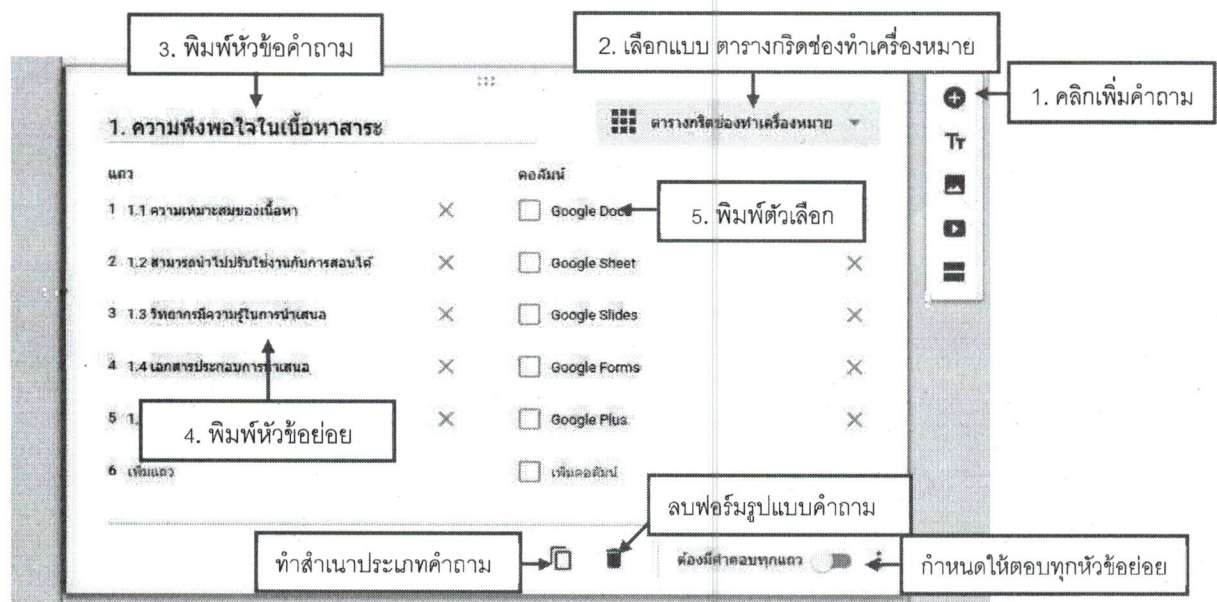 3. พิมพ์หัวข้อคำถาม
2. เลือกแบบ ตารางกริดช่องทำเครื่องหมาย
1. คลิกเพิ่มคำถาม
1. ความพึงพอใจในเนื้อหาสาระ
ตารางกริดช่องทำเครื่องหมาย
Tт
แถว
คอลัมน์
1 1.1 ความเหมาะสมของเนื้อหา
Google Docs
5. พิมพ์ตัวเลือก
2 1.2 สามารถนำไปปรับใช้งานกับการสอนได้
Google Sheet
3 1.3 วิทยากรมีความรู้ในการนำเสนอ
Google Slides
4 1.4 เอกสารประกอบการนำเสนอ
Google Forms
5 1.
4. พิมพ์หัวข้อย่อย
Google Plus
6 เพิ่มแถว
เพิ่มคอลัมน์
ลบฟอร์มรูปแบบคำถาม
ทำสำเนาประเภทคำถาม
ต้องมีคำตอบทุกแถว
กำหนดให้ตอบทุกหัวข้อย่อย